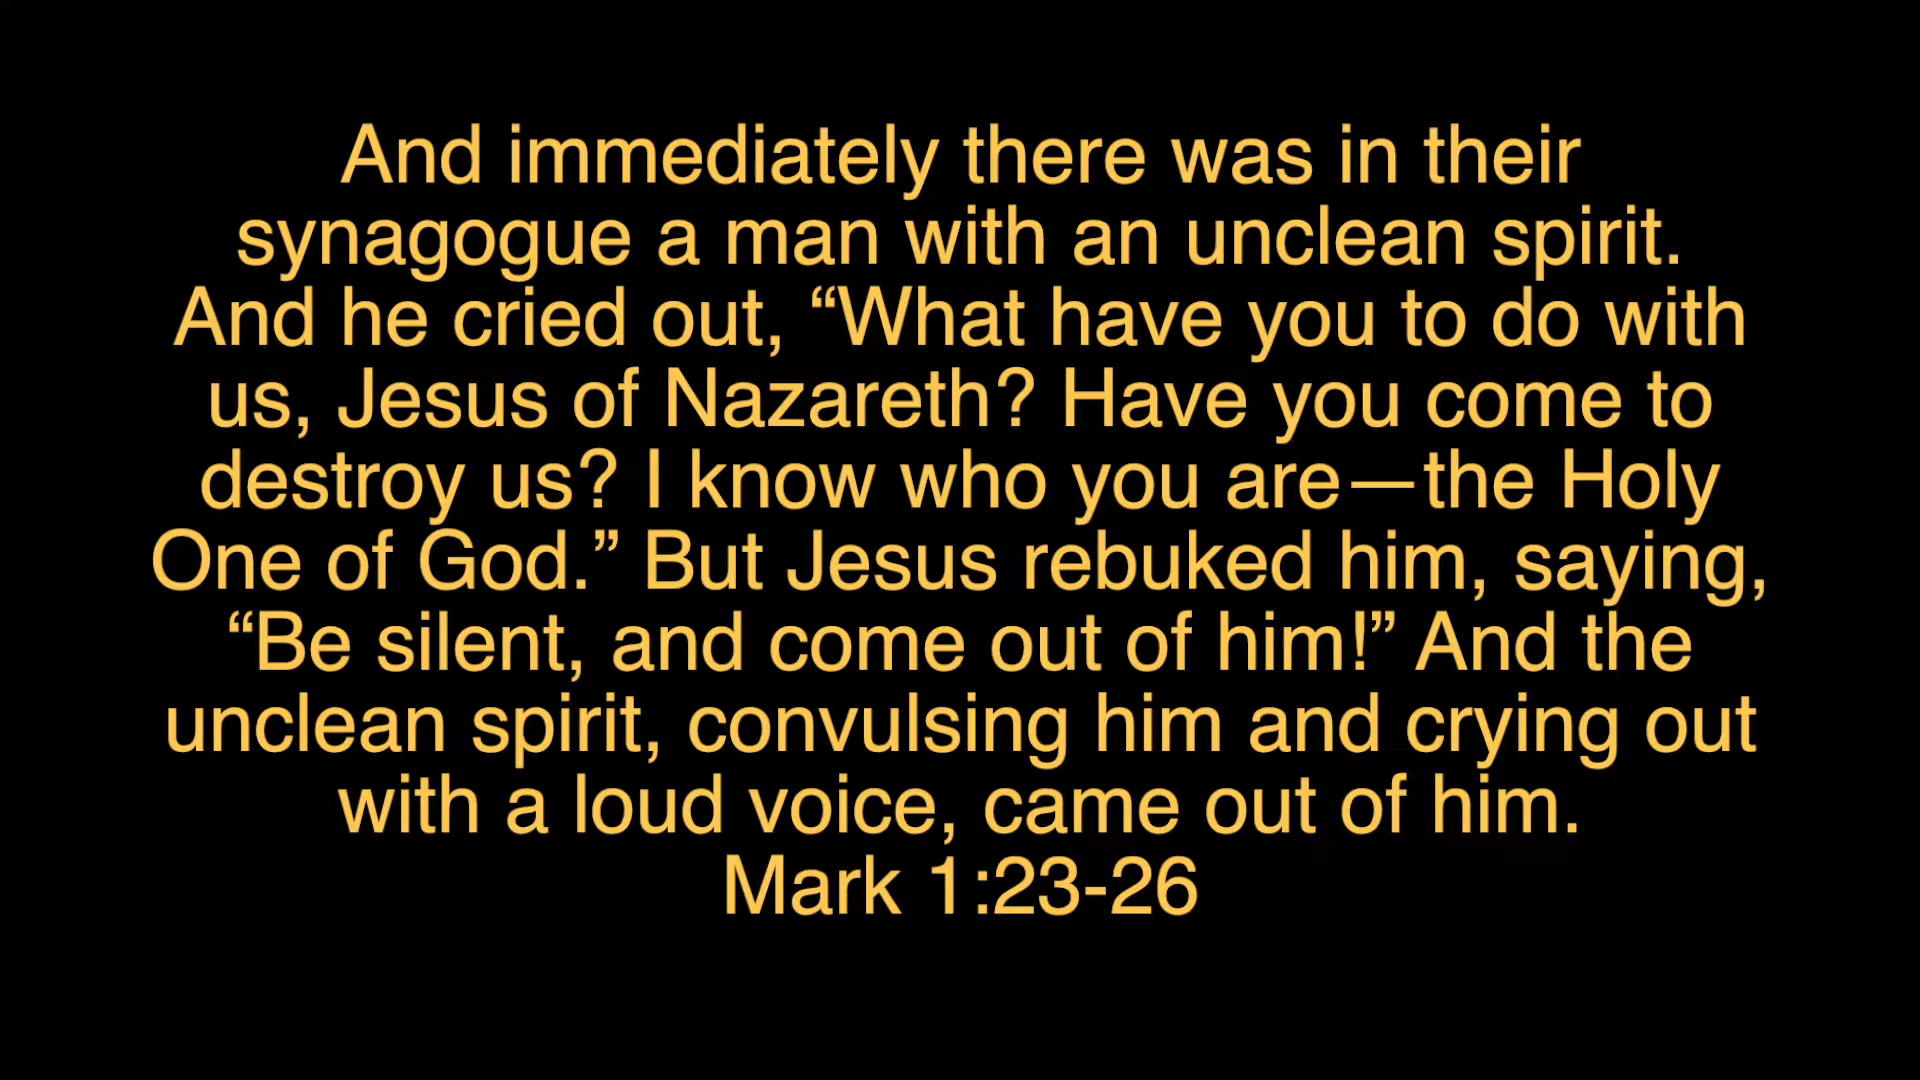 And immediately there was in their
synagogue a man with an unclean spirit.
And he cried out, “What have you to do with
us, Jesus of Nazareth? Have you come to
destroy us? I know who you are—the Holy
One of God.” But Jesus rebuked him, saying,
“Be silent, and come out of him!” And the
unclean spirit, convulsing him and crying out
with a loud voice, came out of him.
Mark 1:23-26